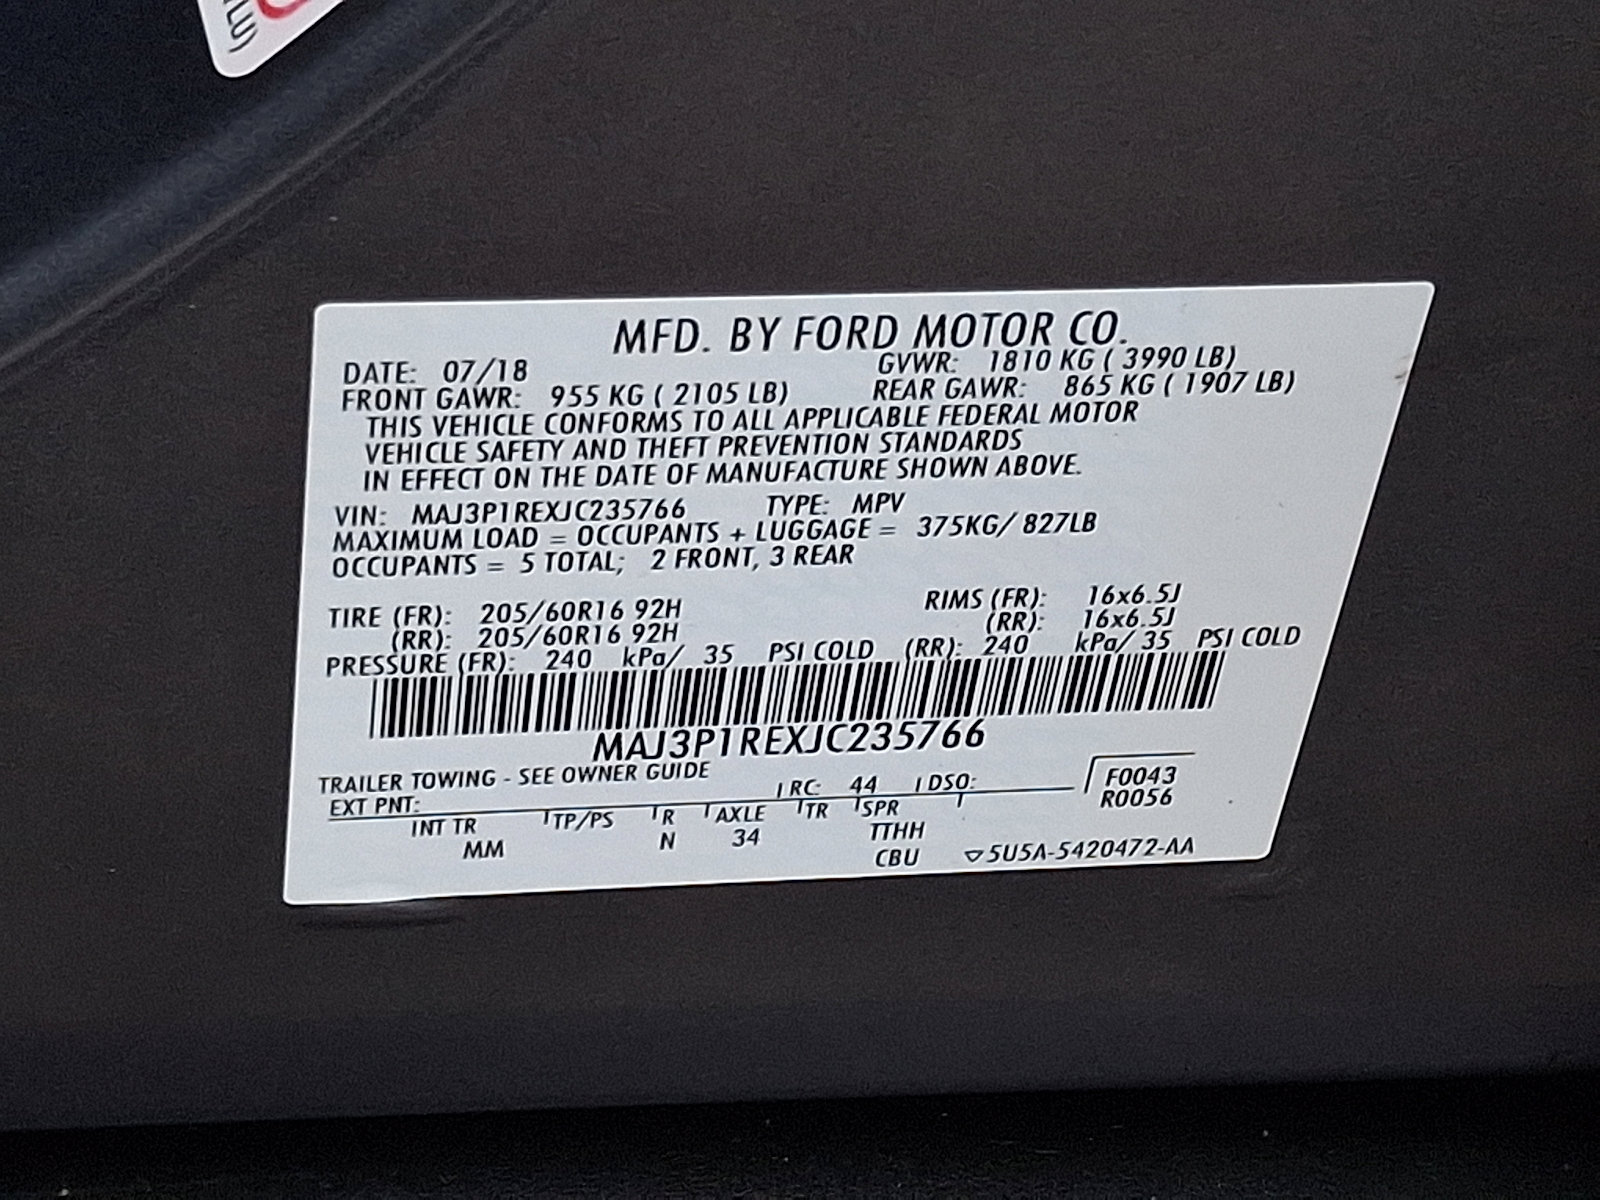 LU)
MFD. BY FORD MOTOR CO.
DATE: 07/18 GVWR: 1810 KG ( 3990 LB)
FRONT GAWR: 955 KG ( 2105 LB) REAR GAWR: 865 KG ( 1907 LB)
THIS VEHICLE CONFORMS TO ALL APPLICABLE FEDERAL MOTOR
VEHICLE SAFETY AND THEFT PREVENTION STANDARDS
IN EFFECT ON THE DATE OF MANUFACTURE SHOWN ABOVE.
VIN: MAJ3P1REXJC235766 TYPE: MPV
MAXIMUM LOAD = OCCUPANTS + LUGGAGE = 375KG/ 827LB
OCCUPANTS = 5 TOTAL; 2 FRONT, 3 REAR
TIRE (FR): 205/60R16 92H RIMS (FR): 16x6.5J
(RR): 205/60R16 92H (RR): 16x6.5J
PRESSURE (FR): 240 kPa/ 35 PSI COLD (RR): 240 kPa/ 35 PSI COLD
MAJ3P1REXJC235766
TRAILER TOWING - SEE OWNER GUIDE
EXT PNT: RC: 44 DSO: F0043
R0056
INT TR TP/PS R AXLE TR SPR
MM N 34 TTHH
CBU ▽5U5A-5420472-AA